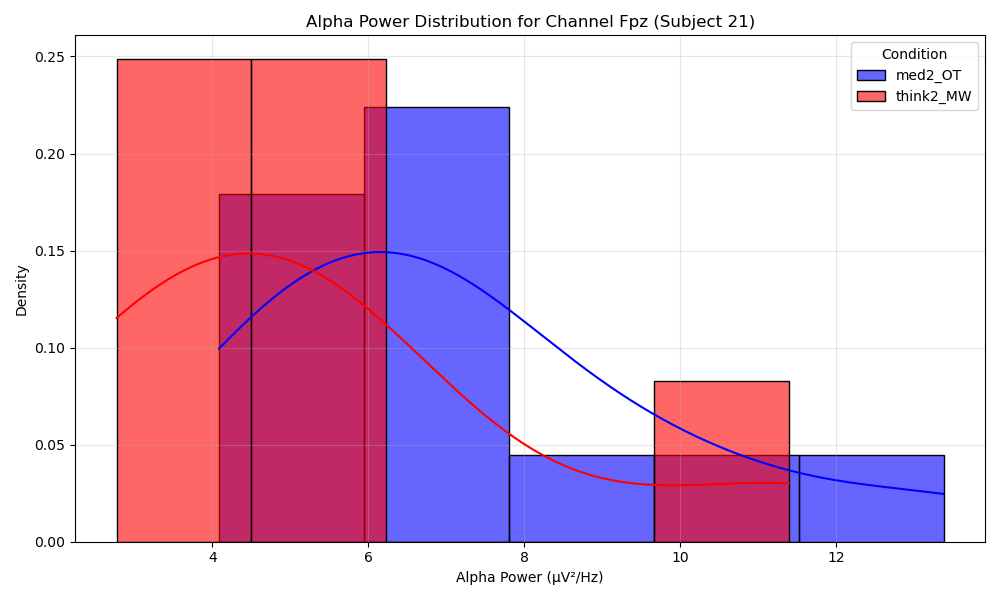 Alpha Power Distribution for Channel Fpz (Subject 21)
Condition
med2_OT
think2_MW
0.25
0.20
0.15
0.10
0.05
0.00
Density
4 6 8 10 12
Alpha Power (μV²/Hz)